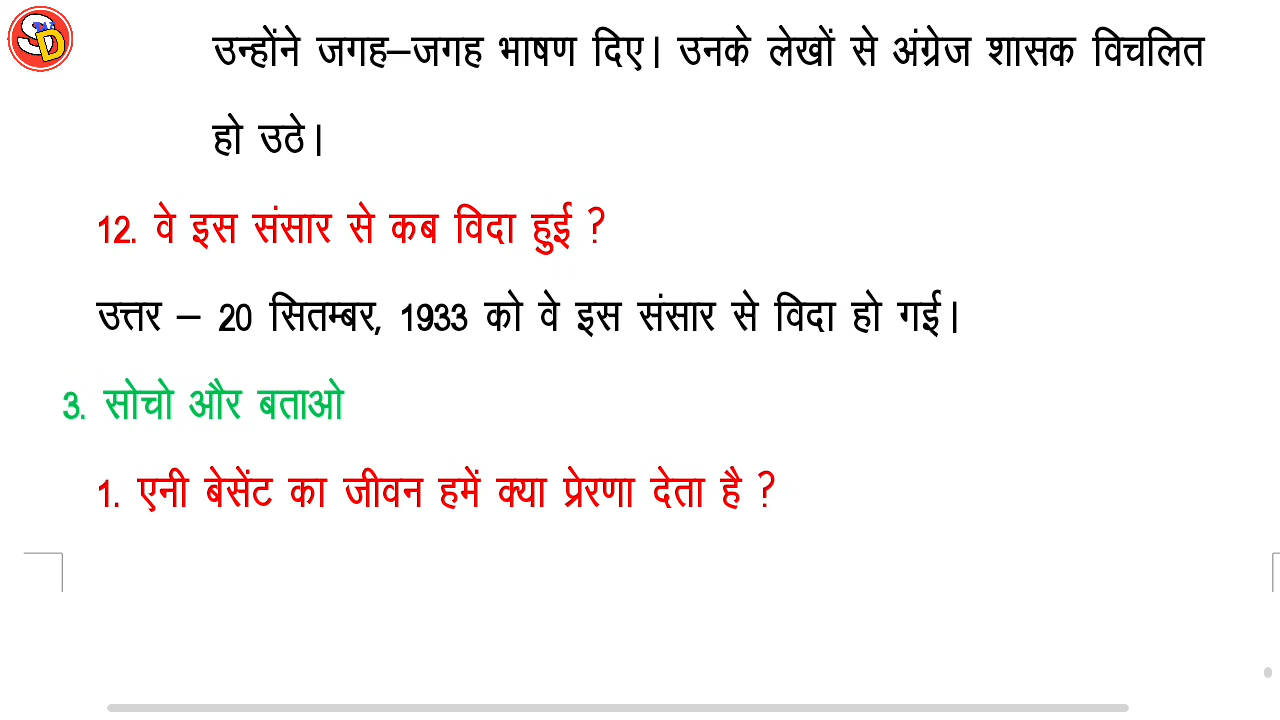 SD
उन्होंने जगह–जगह भाषण दिए। उनके लेखों से अंग्रेज शासक विचलित
हो उठे।
12. वे इस संसार से कब विदा हुई ?
उत्तर – 20 सितम्बर, 1933 को वे इस संसार से विदा हो गई।
3. सोचो और बताओ
1. एनी बेसेंट का जीवन हमें क्या प्रेरणा देता है ?